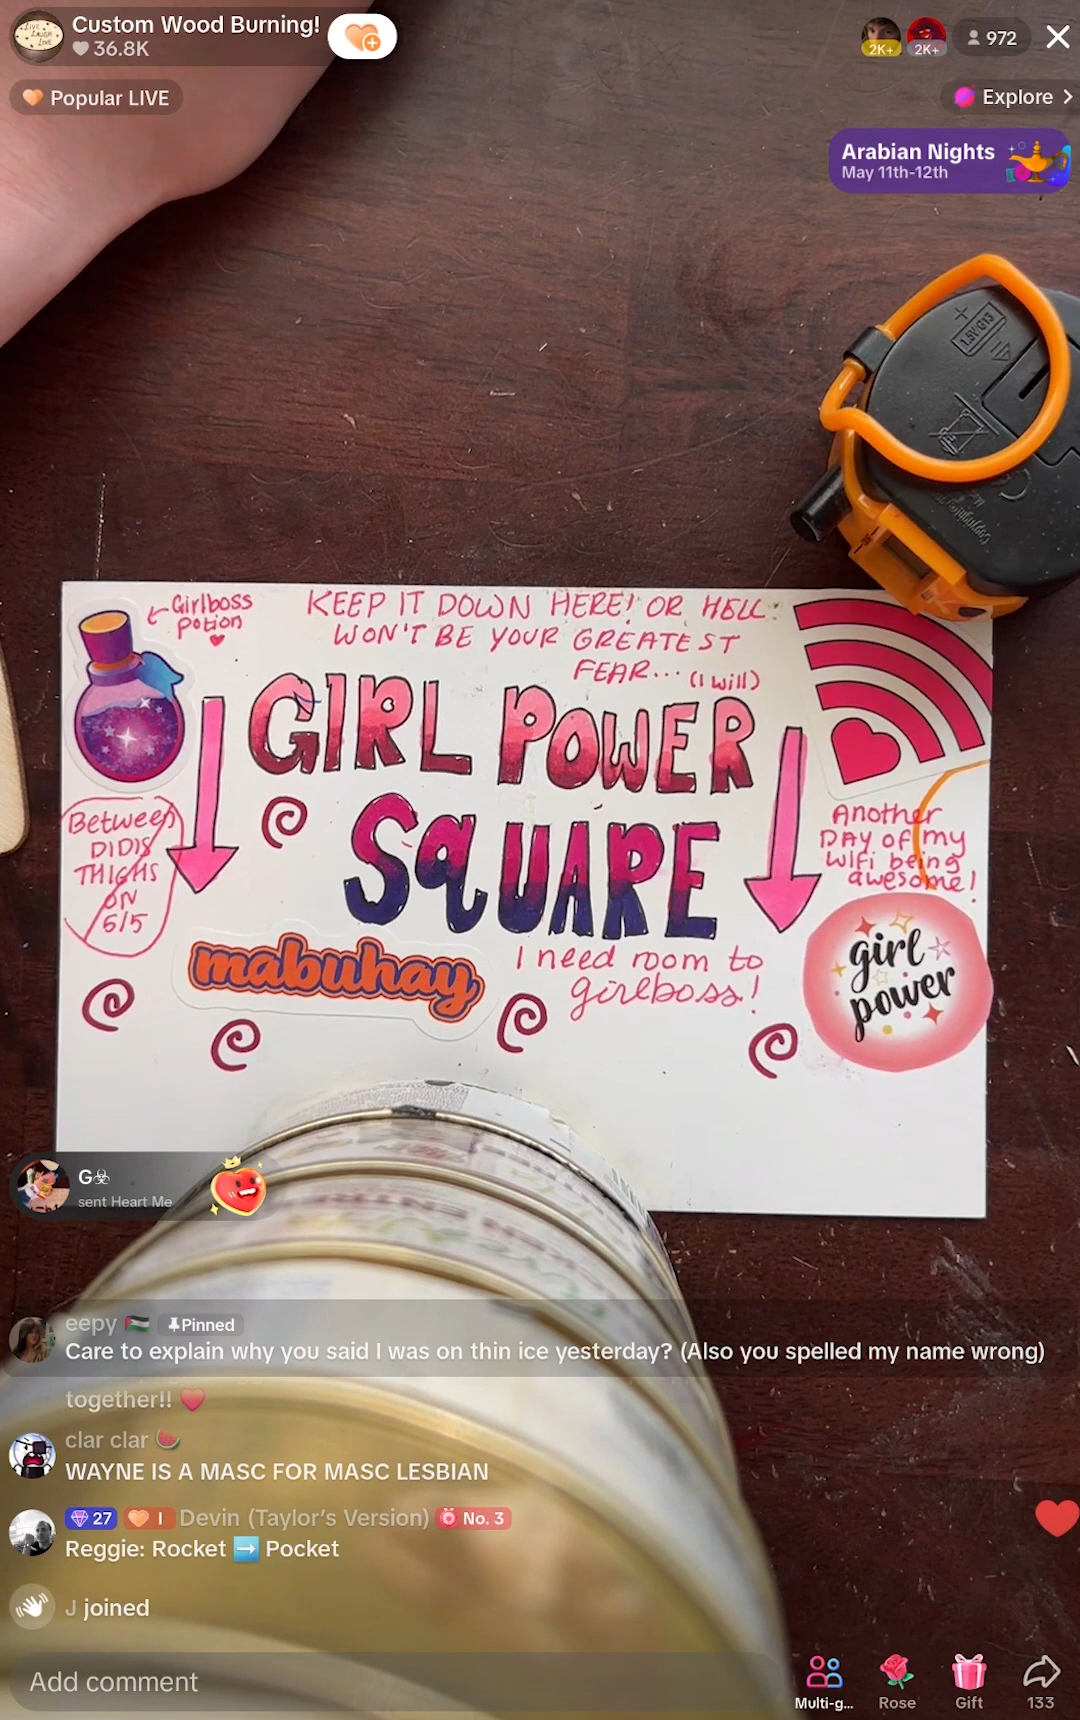 Custom Wood Burning!
36.8K
2K+
2K+
972
Popular LIVE
Explore
Arabian Nights
May 11th-12th
1.5V/G13
Girlboss
potion
KEEP IT DOWN HERE! OR HELL
WON'T BE YOUR GREATEST
FEAR... (I will)
GIRL POWER
SQUARE
Between
DIDIS
THIGHS
ON
6/5
Another
DAY OF my
wifi being
awesome!
mabuhay
I need room to
girlboss!
girl
power
G☣
sent Heart Me
eepy 🇵🇸 Pinned
Care to explain why you said I was on thin ice yesterday? (Also you spelled my name wrong)
together!! ❤️
clar clar 🍉
WAYNE IS A MASC FOR MASC LESBIAN
27 I Devin (Taylor's Version) No. 3
Reggie: Rocket ➡️ Pocket
J joined
Add comment
Multi-g...
Rose
Gift
133